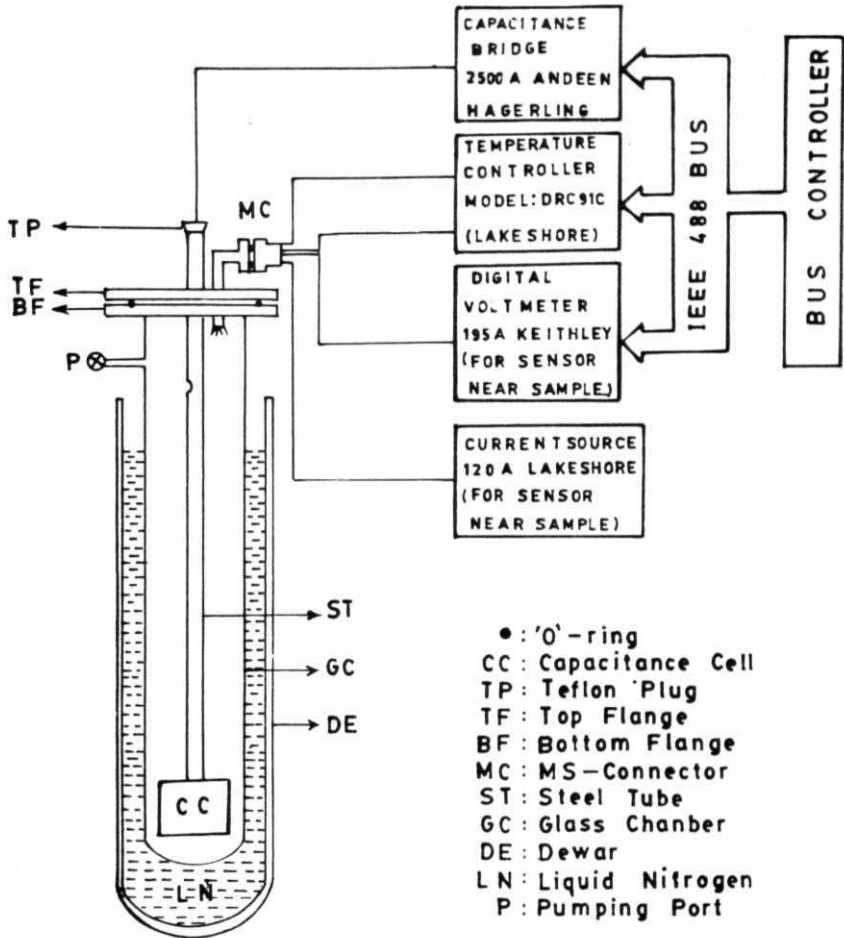 CAPACITANCE
BRIDGE
2500A ANDEEN
HAGERLING
TEMPERATURE
CONTROLLER
MODEL: DRC91C
(LAKESHORE)
DIGITAL
VOLTMETER
195A KEITHLEY
(FOR SENSOR
NEAR SAMPLE)
CURRENT SOURCE
120A LAKESHORE
(FOR SENSOR
NEAR SAMPLE)
IEEE 488 BUS
BUS CONTROLLER
MC
TP
TF
BF
P
ST
GC
DE
CC
LN
•: 'O'-ring
CC: Capacitance Cell
TP: Teflon Plug
TF: Top Flange
BF: Bottom Flange
MC: MS-Connector
ST: Steel Tube
GC: Glass Chanber
DE: Dewar
LN: Liquid Nitrogen
P: Pumping Port